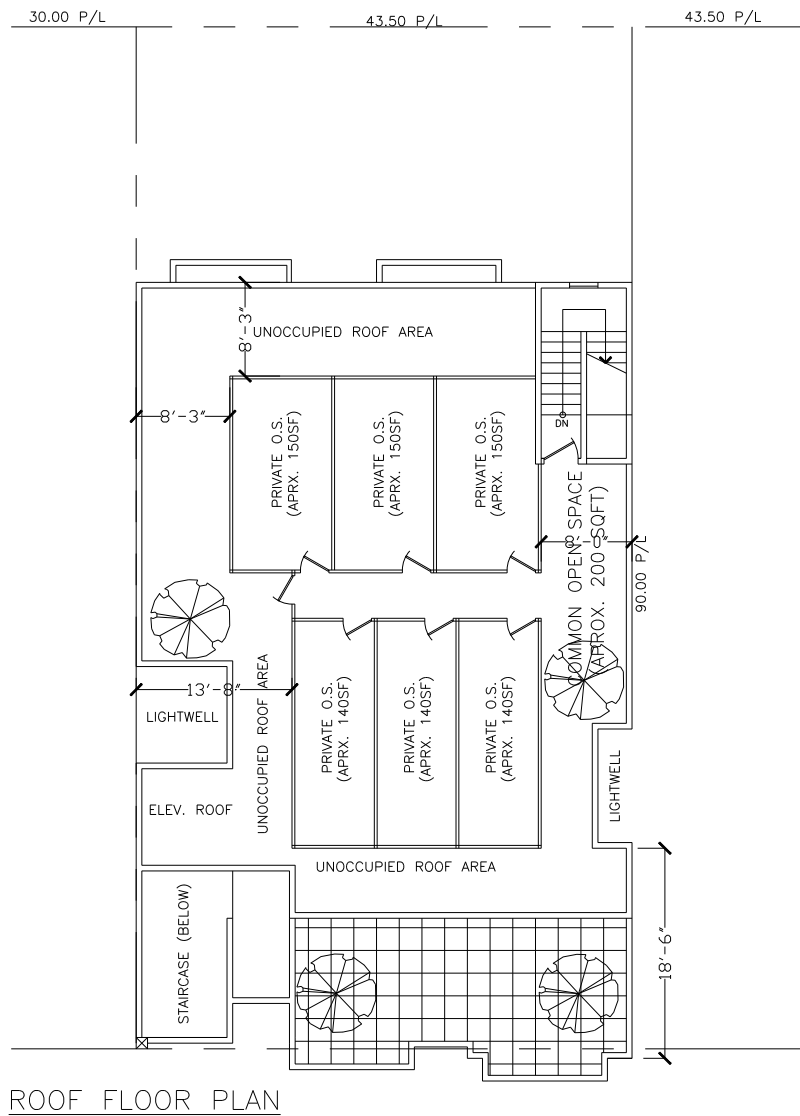 30.00 P/L
43.50 P/L
43.50 P/L
8'-3"
UNOCCUPIED ROOF AREA
8'-3"
PRIVATE O.S.
(APRX. 150SF)
PRIVATE O.S.
(APRX. 150SF)
PRIVATE O.S.
(APRX. 150SF)
DN
COMMON OPEN SPACE
(APROX. 200 SQFT)
8'-0"
90.00 P/L
13'-8"
LIGHTWELL
UNOCCUPIED ROOF AREA
PRIVATE O.S.
(APRX. 140SF)
PRIVATE O.S.
(APRX. 140SF)
PRIVATE O.S.
(APRX. 140SF)
LIGHTWELL
ELEV. ROOF
UNOCCUPIED ROOF AREA
STAIRCASE (BELOW)
18'-6"
ROOF FLOOR PLAN